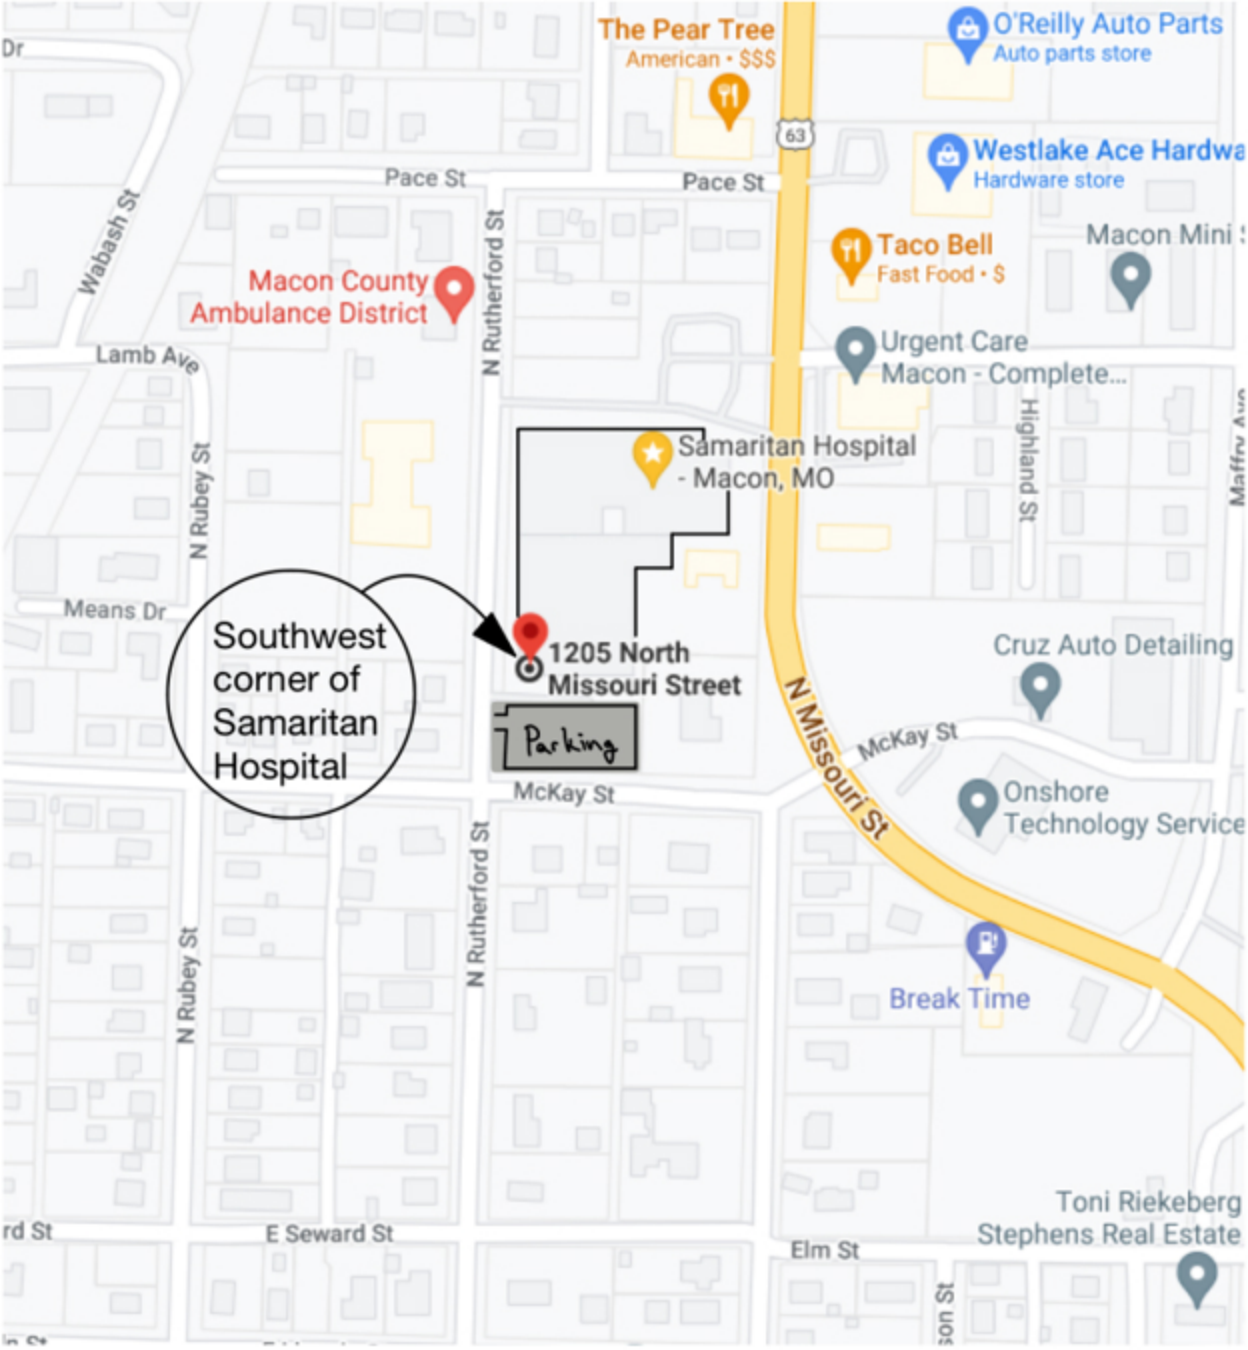 Dr
The Pear Tree
American • $$$
O'Reilly Auto Parts
Auto parts store
63
Westlake Ace Hardwa
Hardware store
Pace St
Pace St
Wabash St
Macon Mini
Taco Bell
Fast Food • $
Macon County
Ambulance District
N Rutherford St
Lamb Ave
Urgent Care
Macon - Complete...
Highland St
Maffry Ave
Samaritan Hospital
- Macon, MO
N Rubey St
Means Dr
Southwest
corner of
Samaritan
Hospital
1205 North
Missouri Street
Cruz Auto Detailing
Parking
N Missouri St
McKay St
McKay St
Onshore
Technology Service
N Rutherford St
N Rubey St
Break Time
Toni Riekeberg
Stephens Real Estate
rd St
E Seward St
Elm St
son St